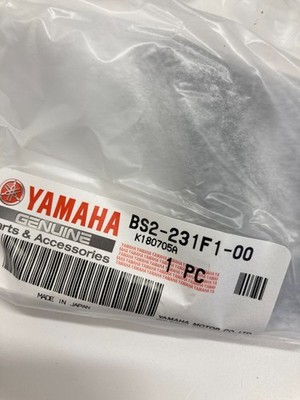 YAMAHA
GENUINE
Parts & Accessories
BS2-231F1-00
K180705A
1 PC
MADE IN JAPAN
YAMAHA MOTOR CO., LTD.